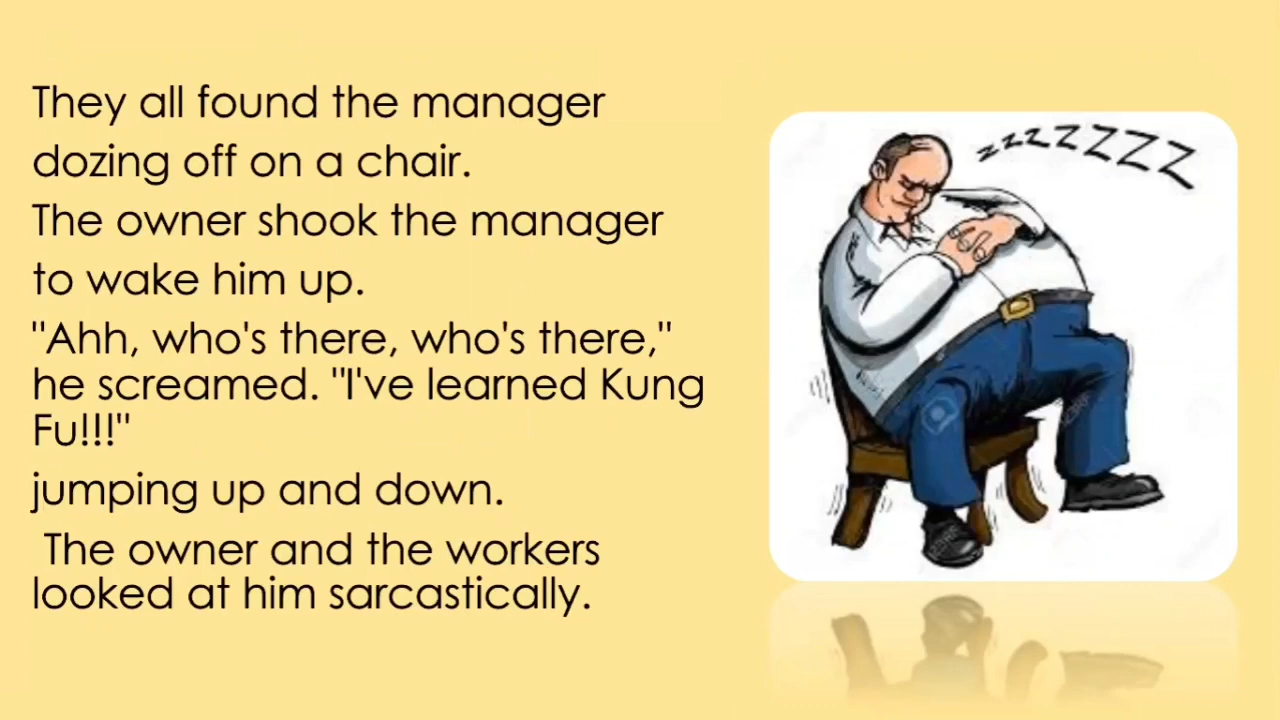 They all found the manager
dozing off on a chair.
The owner shook the manager
to wake him up.
"Ahh, who's there, who's there,"
he screamed. "I've learned Kung
Fu!!!"
jumping up and down.
The owner and the workers
looked at him sarcastically.
zzzzzzz